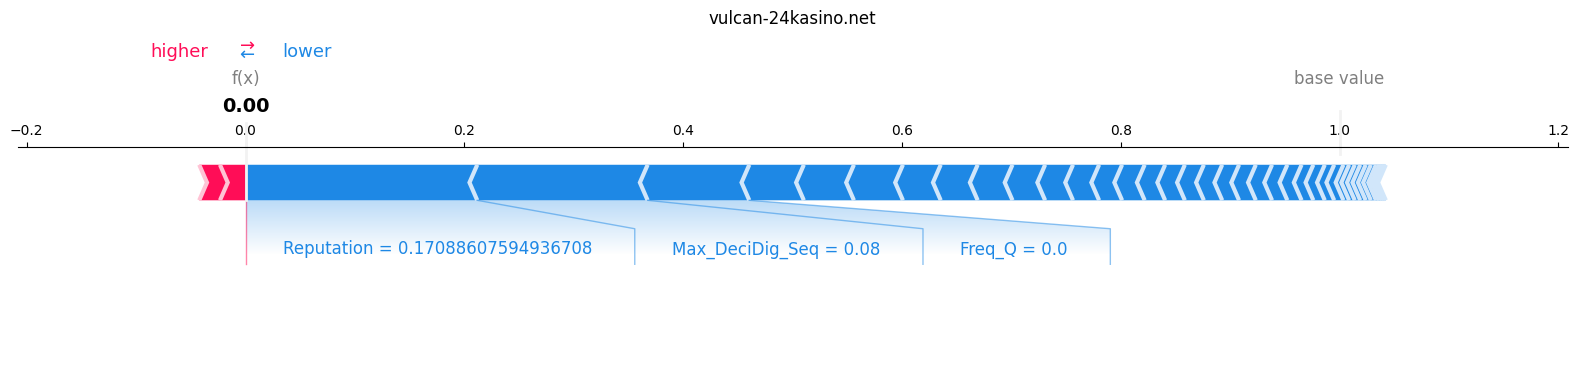 vulcan-24kasino.net
higher ⇄ lower
f(x)
base value
0.00
−0.2 0.0 0.2 0.4 0.6 0.8 1.0 1.2
Reputation = 0.17088607594936708
Max_DeciDig_Seq = 0.08
Freq_Q = 0.0